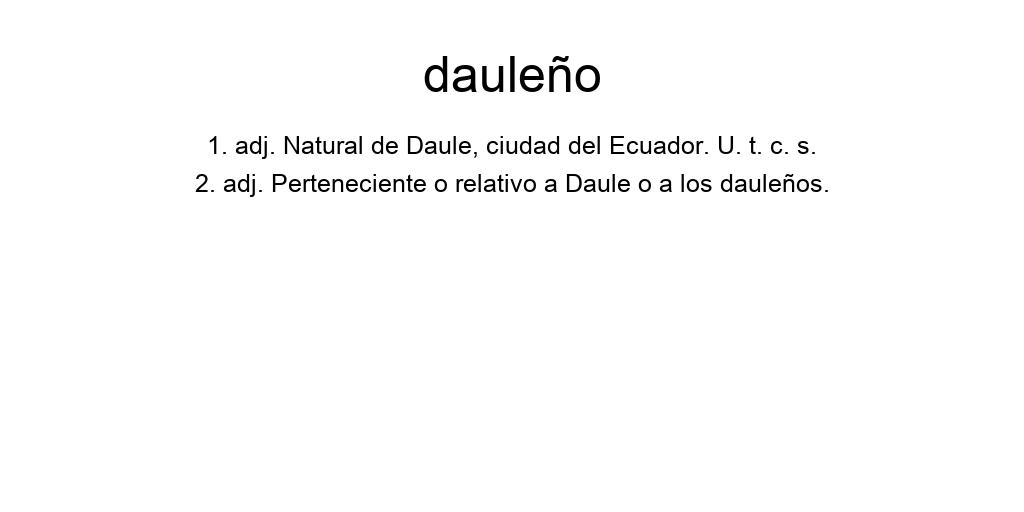 dauleño
1. adj. Natural de Daule, ciudad del Ecuador. U. t. c. s.
2. adj. Perteneciente o relativo a Daule o a los dauleños.